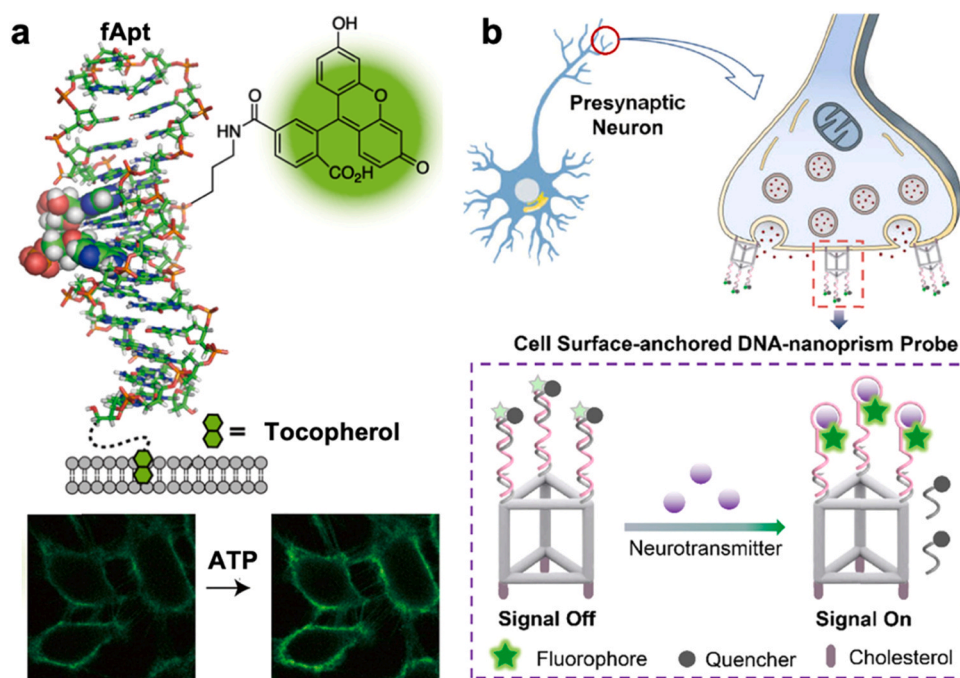 a
fApt
OH
O
O
HN
CO₂H
O
= Tocopherol
ATP
b
Presynaptic
Neuron
Cell Surface-anchored DNA-nanoprism Probe
Neurotransmitter
Signal Off
Signal On
Fluorophore
Quencher
Cholesterol